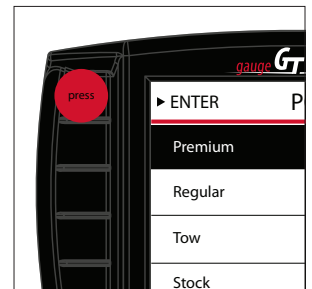 gauge GT
press
▸ ENTER P
Premium
Regular
Tow
Stock